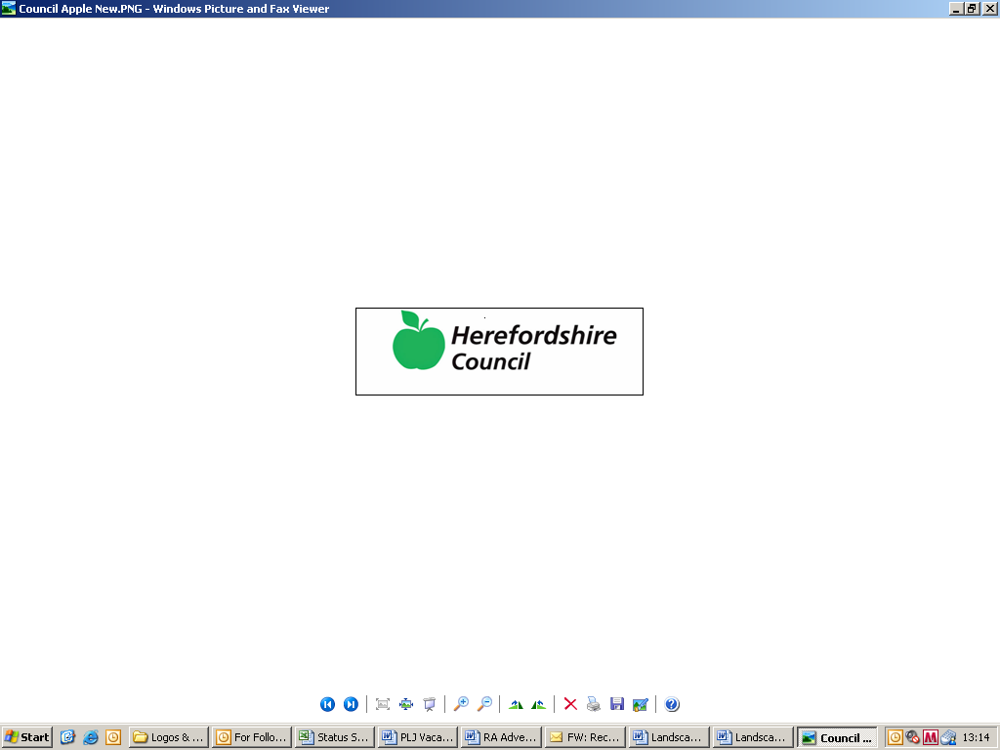 Council Apple New.PNG - Windows Picture and Fax Viewer
Herefordshire
Council
Start
Logos & ...
For Follo...
Status S...
PLJ Vaca...
RA Adve...
FW: Rec...
Landsca...
Landsca...
Council ...
13:14